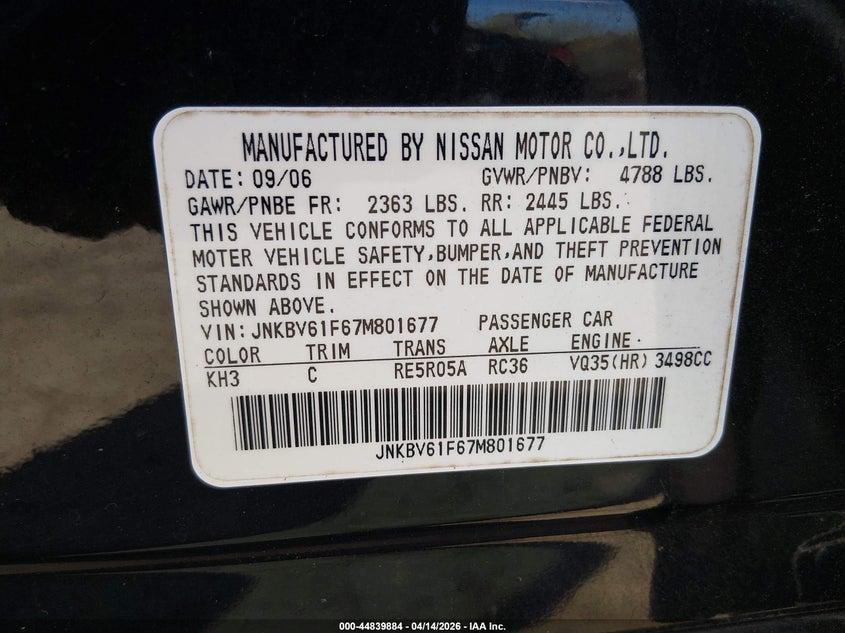 MANUFACTURED BY NISSAN MOTOR CO.,LTD.
DATE: 09/06 GVWR/PNBV: 4788 LBS.
GAWR/PNBE FR: 2363 LBS. RR: 2445 LBS.
THIS VEHICLE CONFORMS TO ALL APPLICABLE FEDERAL
MOTER VEHICLE SAFETY,BUMPER,AND THEFT PREVENTION
STANDARDS IN EFFECT ON THE DATE OF MANUFACTURE
SHOWN ABOVE.
VIN: JNKBV61F67M801677 PASSENGER CAR
COLOR TRIM TRANS AXLE ENGINE
KH3 C RE5R05A RC36 VQ35(HR) 3498CC
JNKBV61F67M801677
000-44839884 | 04/14/2026 - IAA Inc.